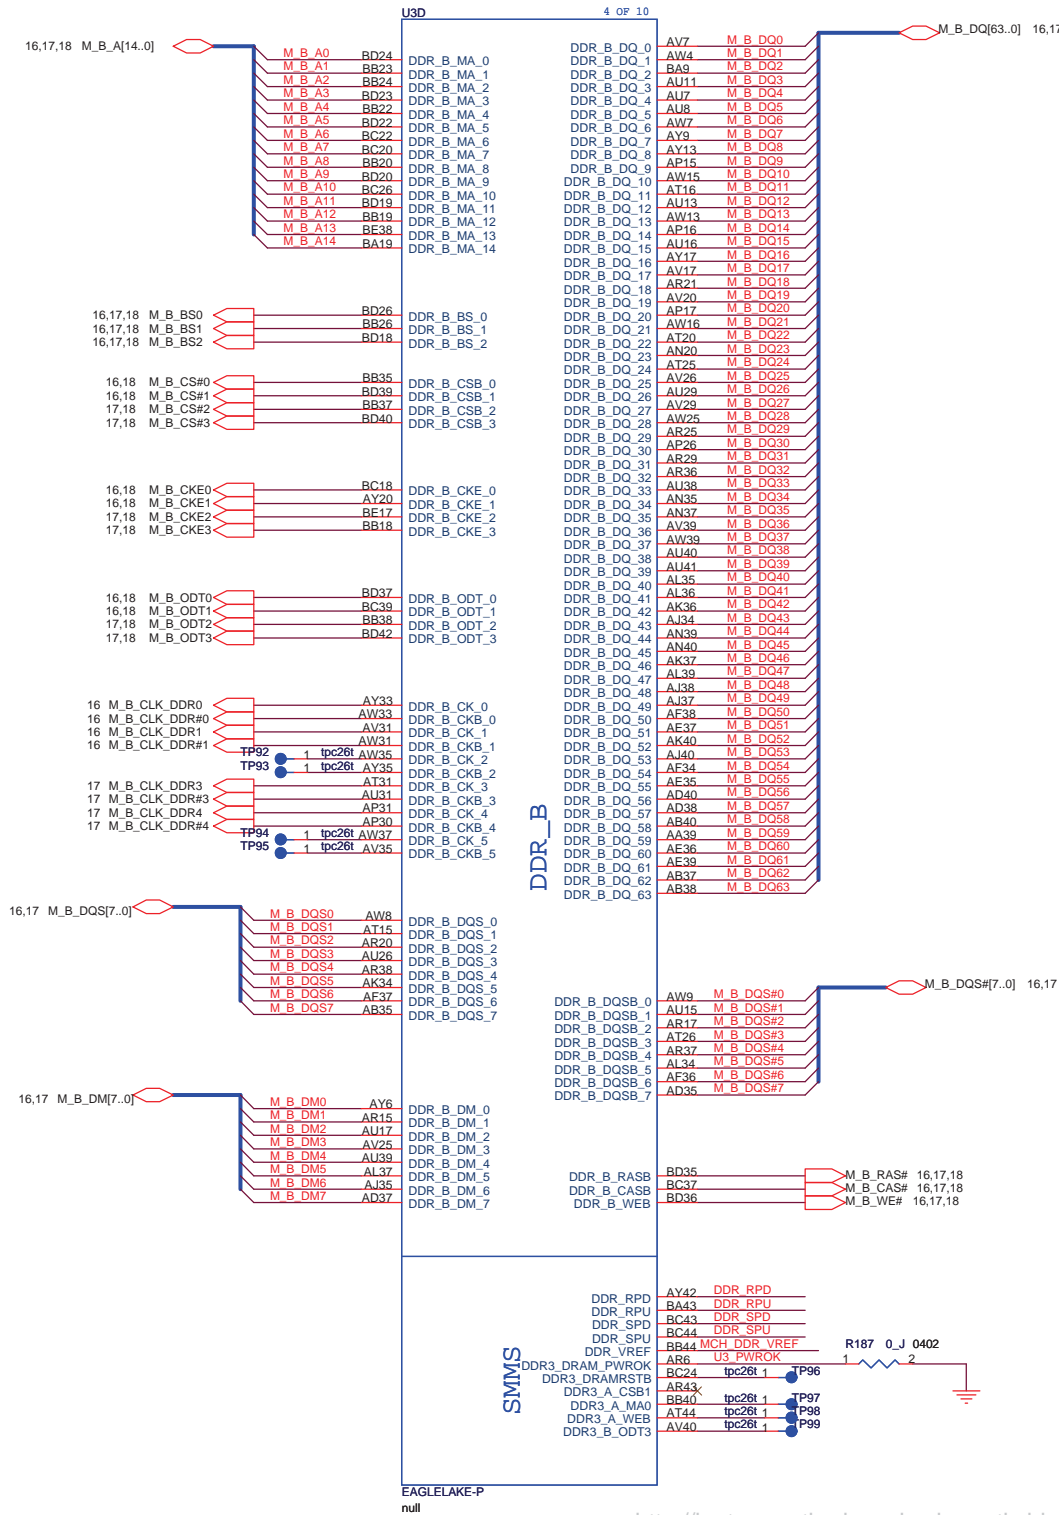 U3D
4 OF 10
16,17,18 M_B_A[14..0]
M_B_A0 BD24 DDR_B_MA_0
M_B_A1 BB23 DDR_B_MA_1
M_B_A2 BB24 DDR_B_MA_2
M_B_A3 BD23 DDR_B_MA_3
M_B_A4 BB22 DDR_B_MA_4
M_B_A5 BD22 DDR_B_MA_5
M_B_A6 BC22 DDR_B_MA_6
M_B_A7 BC20 DDR_B_MA_7
M_B_A8 BB20 DDR_B_MA_8
M_B_A9 BD20 DDR_B_MA_9
M_B_A10 BC26 DDR_B_MA_10
M_B_A11 BD19 DDR_B_MA_11
M_B_A12 BB19 DDR_B_MA_12
M_B_A13 BE38 DDR_B_MA_13
M_B_A14 BA19 DDR_B_MA_14
16,17,18 M_B_BS0 BD26 DDR_B_BS_0
16,17,18 M_B_BS1 BB26 DDR_B_BS_1
16,17,18 M_B_BS2 BD18 DDR_B_BS_2
16,18 M_B_CS#0 BB35 DDR_B_CSB_0
16,18 M_B_CS#1 BD39 DDR_B_CSB_1
17,18 M_B_CS#2 BB37 DDR_B_CSB_2
17,18 M_B_CS#3 BD40 DDR_B_CSB_3
16,18 M_B_CKE0 BC18 DDR_B_CKE_0
16,18 M_B_CKE1 AY20 DDR_B_CKE_1
17,18 M_B_CKE2 BE17 DDR_B_CKE_2
17,18 M_B_CKE3 BB18 DDR_B_CKE_3
16,18 M_B_ODT0 BD37 DDR_B_ODT_0
16,18 M_B_ODT1 BC39 DDR_B_ODT_1
17,18 M_B_ODT2 BB38 DDR_B_ODT_2
17,18 M_B_ODT3 BD42 DDR_B_ODT_3
16 M_B_CLK_DDR0 AY33 DDR_B_CK_0
16 M_B_CLK_DDR#0 AW33 DDR_B_CKB_0
16 M_B_CLK_DDR1 AV31 DDR_B_CK_1
16 M_B_CLK_DDR#1 AW31 DDR_B_CKB_1
TP92 1 tpc26t AW35 DDR_B_CK_2
TP93 1 tpc26t AY35 DDR_B_CKB_2
17 M_B_CLK_DDR3 AT31 DDR_B_CK_3
17 M_B_CLK_DDR#3 AU31 DDR_B_CKB_3
17 M_B_CLK_DDR4 AP31 DDR_B_CK_4
17 M_B_CLK_DDR#4 AP30 DDR_B_CKB_4
TP94 1 tpc26t AW37 DDR_B_CK_5
TP95 1 tpc26t AV35 DDR_B_CKB_5
16,17 M_B_DQS[7..0]
M_B_DQS0 AW8 DDR_B_DQS_0
M_B_DQS1 AT15 DDR_B_DQS_1
M_B_DQS2 AR20 DDR_B_DQS_2
M_B_DQS3 AU26 DDR_B_DQS_3
M_B_DQS4 AR38 DDR_B_DQS_4
M_B_DQS5 AK34 DDR_B_DQS_5
M_B_DQS6 AF37 DDR_B_DQS_6
M_B_DQS7 AB35 DDR_B_DQS_7
16,17 M_B_DM[7..0]
M_B_DM0 AY6 DDR_B_DM_0
M_B_DM1 AR15 DDR_B_DM_1
M_B_DM2 AU17 DDR_B_DM_2
M_B_DM3 AV25 DDR_B_DM_3
M_B_DM4 AU39 DDR_B_DM_4
M_B_DM5 AL37 DDR_B_DM_5
M_B_DM6 AJ35 DDR_B_DM_6
M_B_DM7 AD37 DDR_B_DM_7
DDR_B
M_B_DQ[63..0] 16,17
DDR_B_DQ_0 AV7 M_B_DQ0
DDR_B_DQ_1 AW4 M_B_DQ1
DDR_B_DQ_2 BA9 M_B_DQ2
DDR_B_DQ_3 AU11 M_B_DQ3
DDR_B_DQ_4 AU7 M_B_DQ4
DDR_B_DQ_5 AU8 M_B_DQ5
DDR_B_DQ_6 AW7 M_B_DQ6
DDR_B_DQ_7 AY9 M_B_DQ7
DDR_B_DQ_8 AY13 M_B_DQ8
DDR_B_DQ_9 AP15 M_B_DQ9
DDR_B_DQ_10 AW15 M_B_DQ10
DDR_B_DQ_11 AT16 M_B_DQ11
DDR_B_DQ_12 AU13 M_B_DQ12
DDR_B_DQ_13 AW13 M_B_DQ13
DDR_B_DQ_14 AP16 M_B_DQ14
DDR_B_DQ_15 AU16 M_B_DQ15
DDR_B_DQ_16 AY17 M_B_DQ16
DDR_B_DQ_17 AV17 M_B_DQ17
DDR_B_DQ_18 AR21 M_B_DQ18
DDR_B_DQ_19 AV20 M_B_DQ19
DDR_B_DQ_20 AP17 M_B_DQ20
DDR_B_DQ_21 AW16 M_B_DQ21
DDR_B_DQ_22 AT20 M_B_DQ22
DDR_B_DQ_23 AN20 M_B_DQ23
DDR_B_DQ_24 AT25 M_B_DQ24
DDR_B_DQ_25 AV26 M_B_DQ25
DDR_B_DQ_26 AU29 M_B_DQ26
DDR_B_DQ_27 AV29 M_B_DQ27
DDR_B_DQ_28 AW25 M_B_DQ28
DDR_B_DQ_29 AR25 M_B_DQ29
DDR_B_DQ_30 AP26 M_B_DQ30
DDR_B_DQ_31 AR29 M_B_DQ31
DDR_B_DQ_32 AR36 M_B_DQ32
DDR_B_DQ_33 AU38 M_B_DQ33
DDR_B_DQ_34 AN35 M_B_DQ34
DDR_B_DQ_35 AN37 M_B_DQ35
DDR_B_DQ_36 AV39 M_B_DQ36
DDR_B_DQ_37 AW39 M_B_DQ37
DDR_B_DQ_38 AU40 M_B_DQ38
DDR_B_DQ_39 AU41 M_B_DQ39
DDR_B_DQ_40 AL35 M_B_DQ40
DDR_B_DQ_41 AL36 M_B_DQ41
DDR_B_DQ_42 AK36 M_B_DQ42
DDR_B_DQ_43 AJ34 M_B_DQ43
DDR_B_DQ_44 AN39 M_B_DQ44
DDR_B_DQ_45 AN40 M_B_DQ45
DDR_B_DQ_46 AK37 M_B_DQ46
DDR_B_DQ_47 AL39 M_B_DQ47
DDR_B_DQ_48 AJ38 M_B_DQ48
DDR_B_DQ_49 AJ37 M_B_DQ49
DDR_B_DQ_50 AF38 M_B_DQ50
DDR_B_DQ_51 AE37 M_B_DQ51
DDR_B_DQ_52 AK40 M_B_DQ52
DDR_B_DQ_53 AJ40 M_B_DQ53
DDR_B_DQ_54 AF34 M_B_DQ54
DDR_B_DQ_55 AE35 M_B_DQ55
DDR_B_DQ_56 AD40 M_B_DQ56
DDR_B_DQ_57 AD38 M_B_DQ57
DDR_B_DQ_58 AB40 M_B_DQ58
DDR_B_DQ_59 AA39 M_B_DQ59
DDR_B_DQ_60 AE36 M_B_DQ60
DDR_B_DQ_61 AE39 M_B_DQ61
DDR_B_DQ_62 AB37 M_B_DQ62
DDR_B_DQ_63 AB38 M_B_DQ63
M_B_DQS#[7..0] 16,17
DDR_B_DQSB_0 AW9 M_B_DQS#0
DDR_B_DQSB_1 AU15 M_B_DQS#1
DDR_B_DQSB_2 AR17 M_B_DQS#2
DDR_B_DQSB_3 AT26 M_B_DQS#3
DDR_B_DQSB_4 AR37 M_B_DQS#4
DDR_B_DQSB_5 AL34 M_B_DQS#5
DDR_B_DQSB_6 AF36 M_B_DQS#6
DDR_B_DQSB_7 AD35 M_B_DQS#7
DDR_B_RASB BD35 M_B_RAS# 16,17,18
DDR_B_CASB BC37 M_B_CAS# 16,17,18
DDR_B_WEB BD36 M_B_WE# 16,17,18
SMMS
DDR_RPD AY42 DDR_RPD
DDR_RPU BA43 DDR_RPU
DDR_SPD BC43 DDR_SPD
DDR_SPU BC44 DDR_SPU
DDR_VREF BB44 MCH_DDR_VREF
DDR3_DRAM_PWROK AR6 U3_PWROK 1 R187 0_J 0402 2
DDR3_DRAMRSTB BC24 tpc26t 1 TP96
DDR3_A_CSB1 AR43
DDR3_A_MA0 BB40 tpc26t 1 TP97
DDR3_A_WEB AT44 tpc26t 1 TP98
DDR3_B_ODT3 AV40 tpc26t 1 TP99
EAGLELAKE-P
null